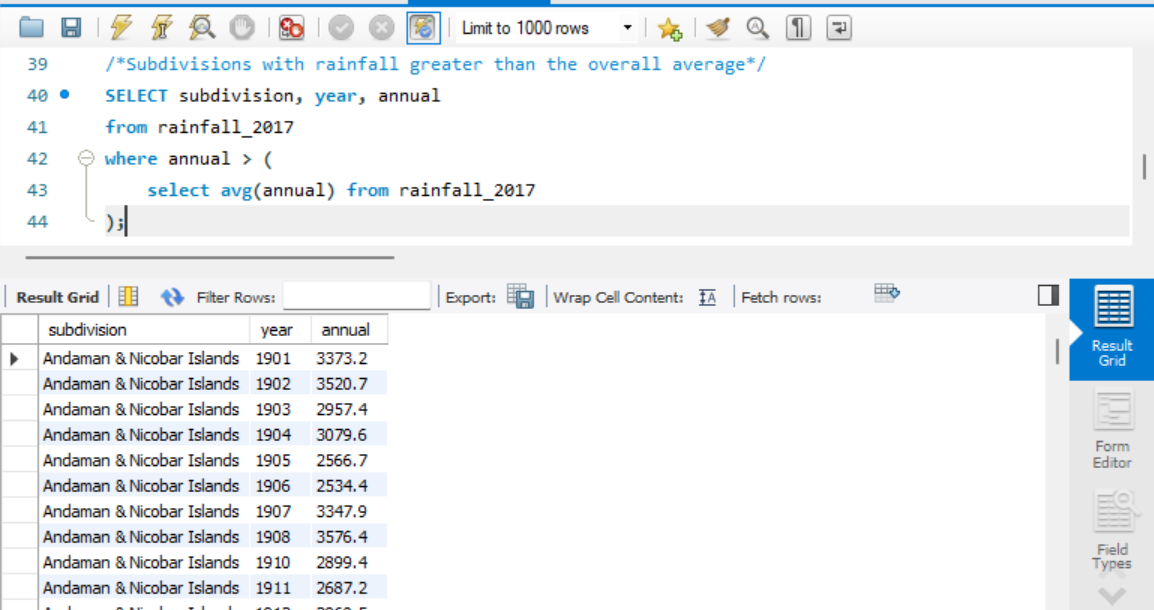 Limit to 1000 rows
39 /*Subdivisions with rainfall greater than the overall average*/
40 SELECT subdivision, year, annual
41 from rainfall_2017
42 where annual > (
43 select avg(annual) from rainfall_2017
44 );
Result Grid Filter Rows: Export: Wrap Cell Content: Fetch rows:
subdivision year annual
Andaman & Nicobar Islands 1901 3373.2
Andaman & Nicobar Islands 1902 3520.7
Andaman & Nicobar Islands 1903 2957.4
Andaman & Nicobar Islands 1904 3079.6
Andaman & Nicobar Islands 1905 2566.7
Andaman & Nicobar Islands 1906 2534.4
Andaman & Nicobar Islands 1907 3347.9
Andaman & Nicobar Islands 1908 3576.4
Andaman & Nicobar Islands 1910 2899.4
Andaman & Nicobar Islands 1911 2687.2
Result
Grid
Form
Editor
Field
Types